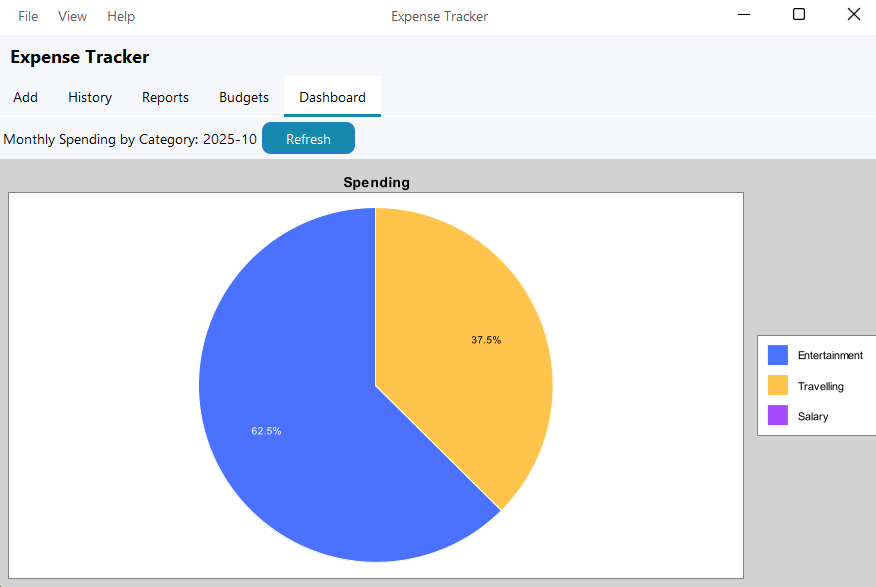 File View Help Expense Tracker
Expense Tracker
Add History Reports Budgets Dashboard
Monthly Spending by Category: 2025-10 Refresh
Spending
37.5%
62.5%
Entertainment
Travelling
Salary